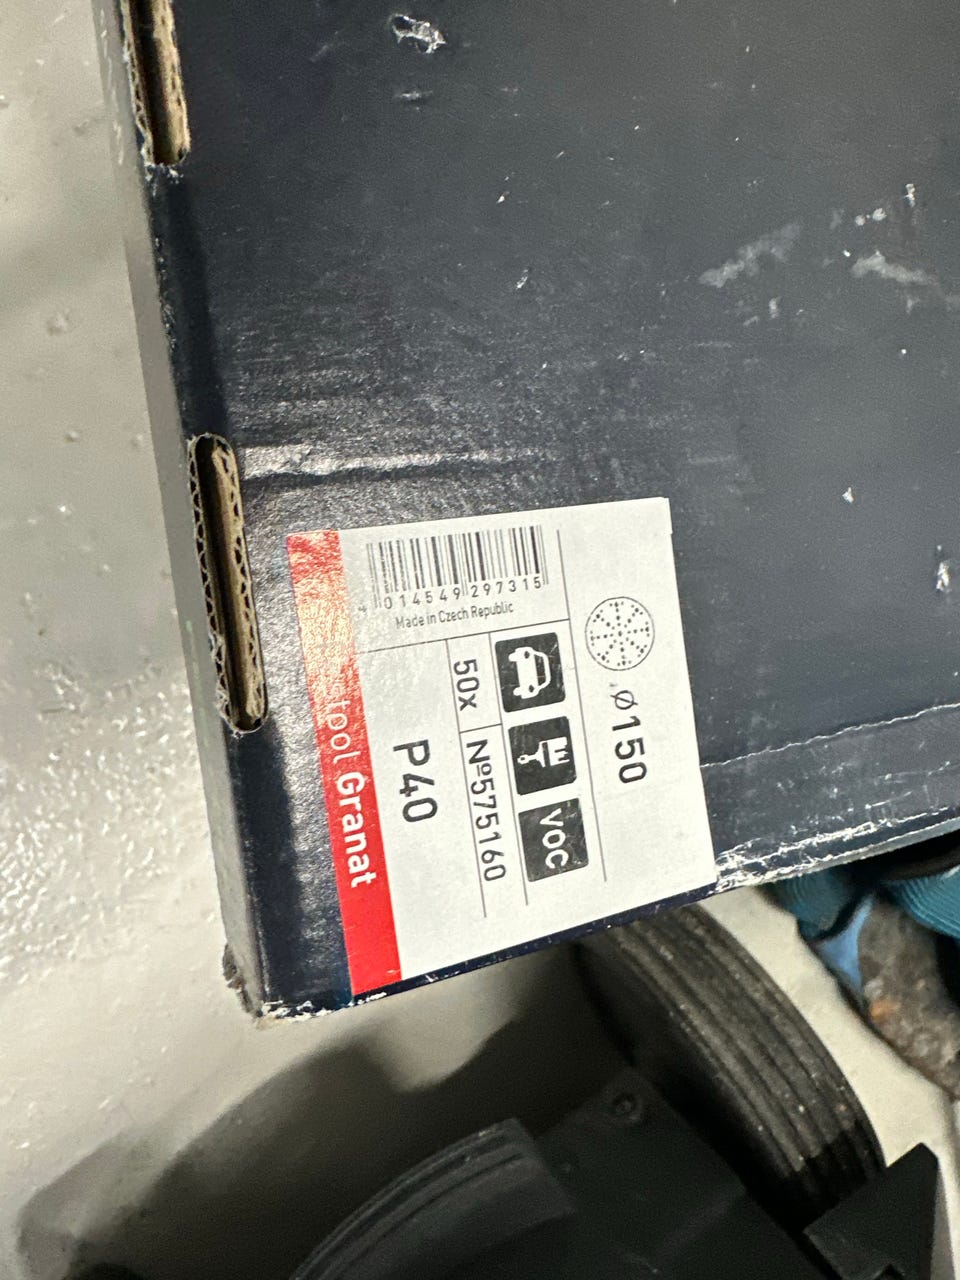 tool Granat
P40
50x
№575160
VOC
Ø150
4 014549 297315
Made in Czech Republic